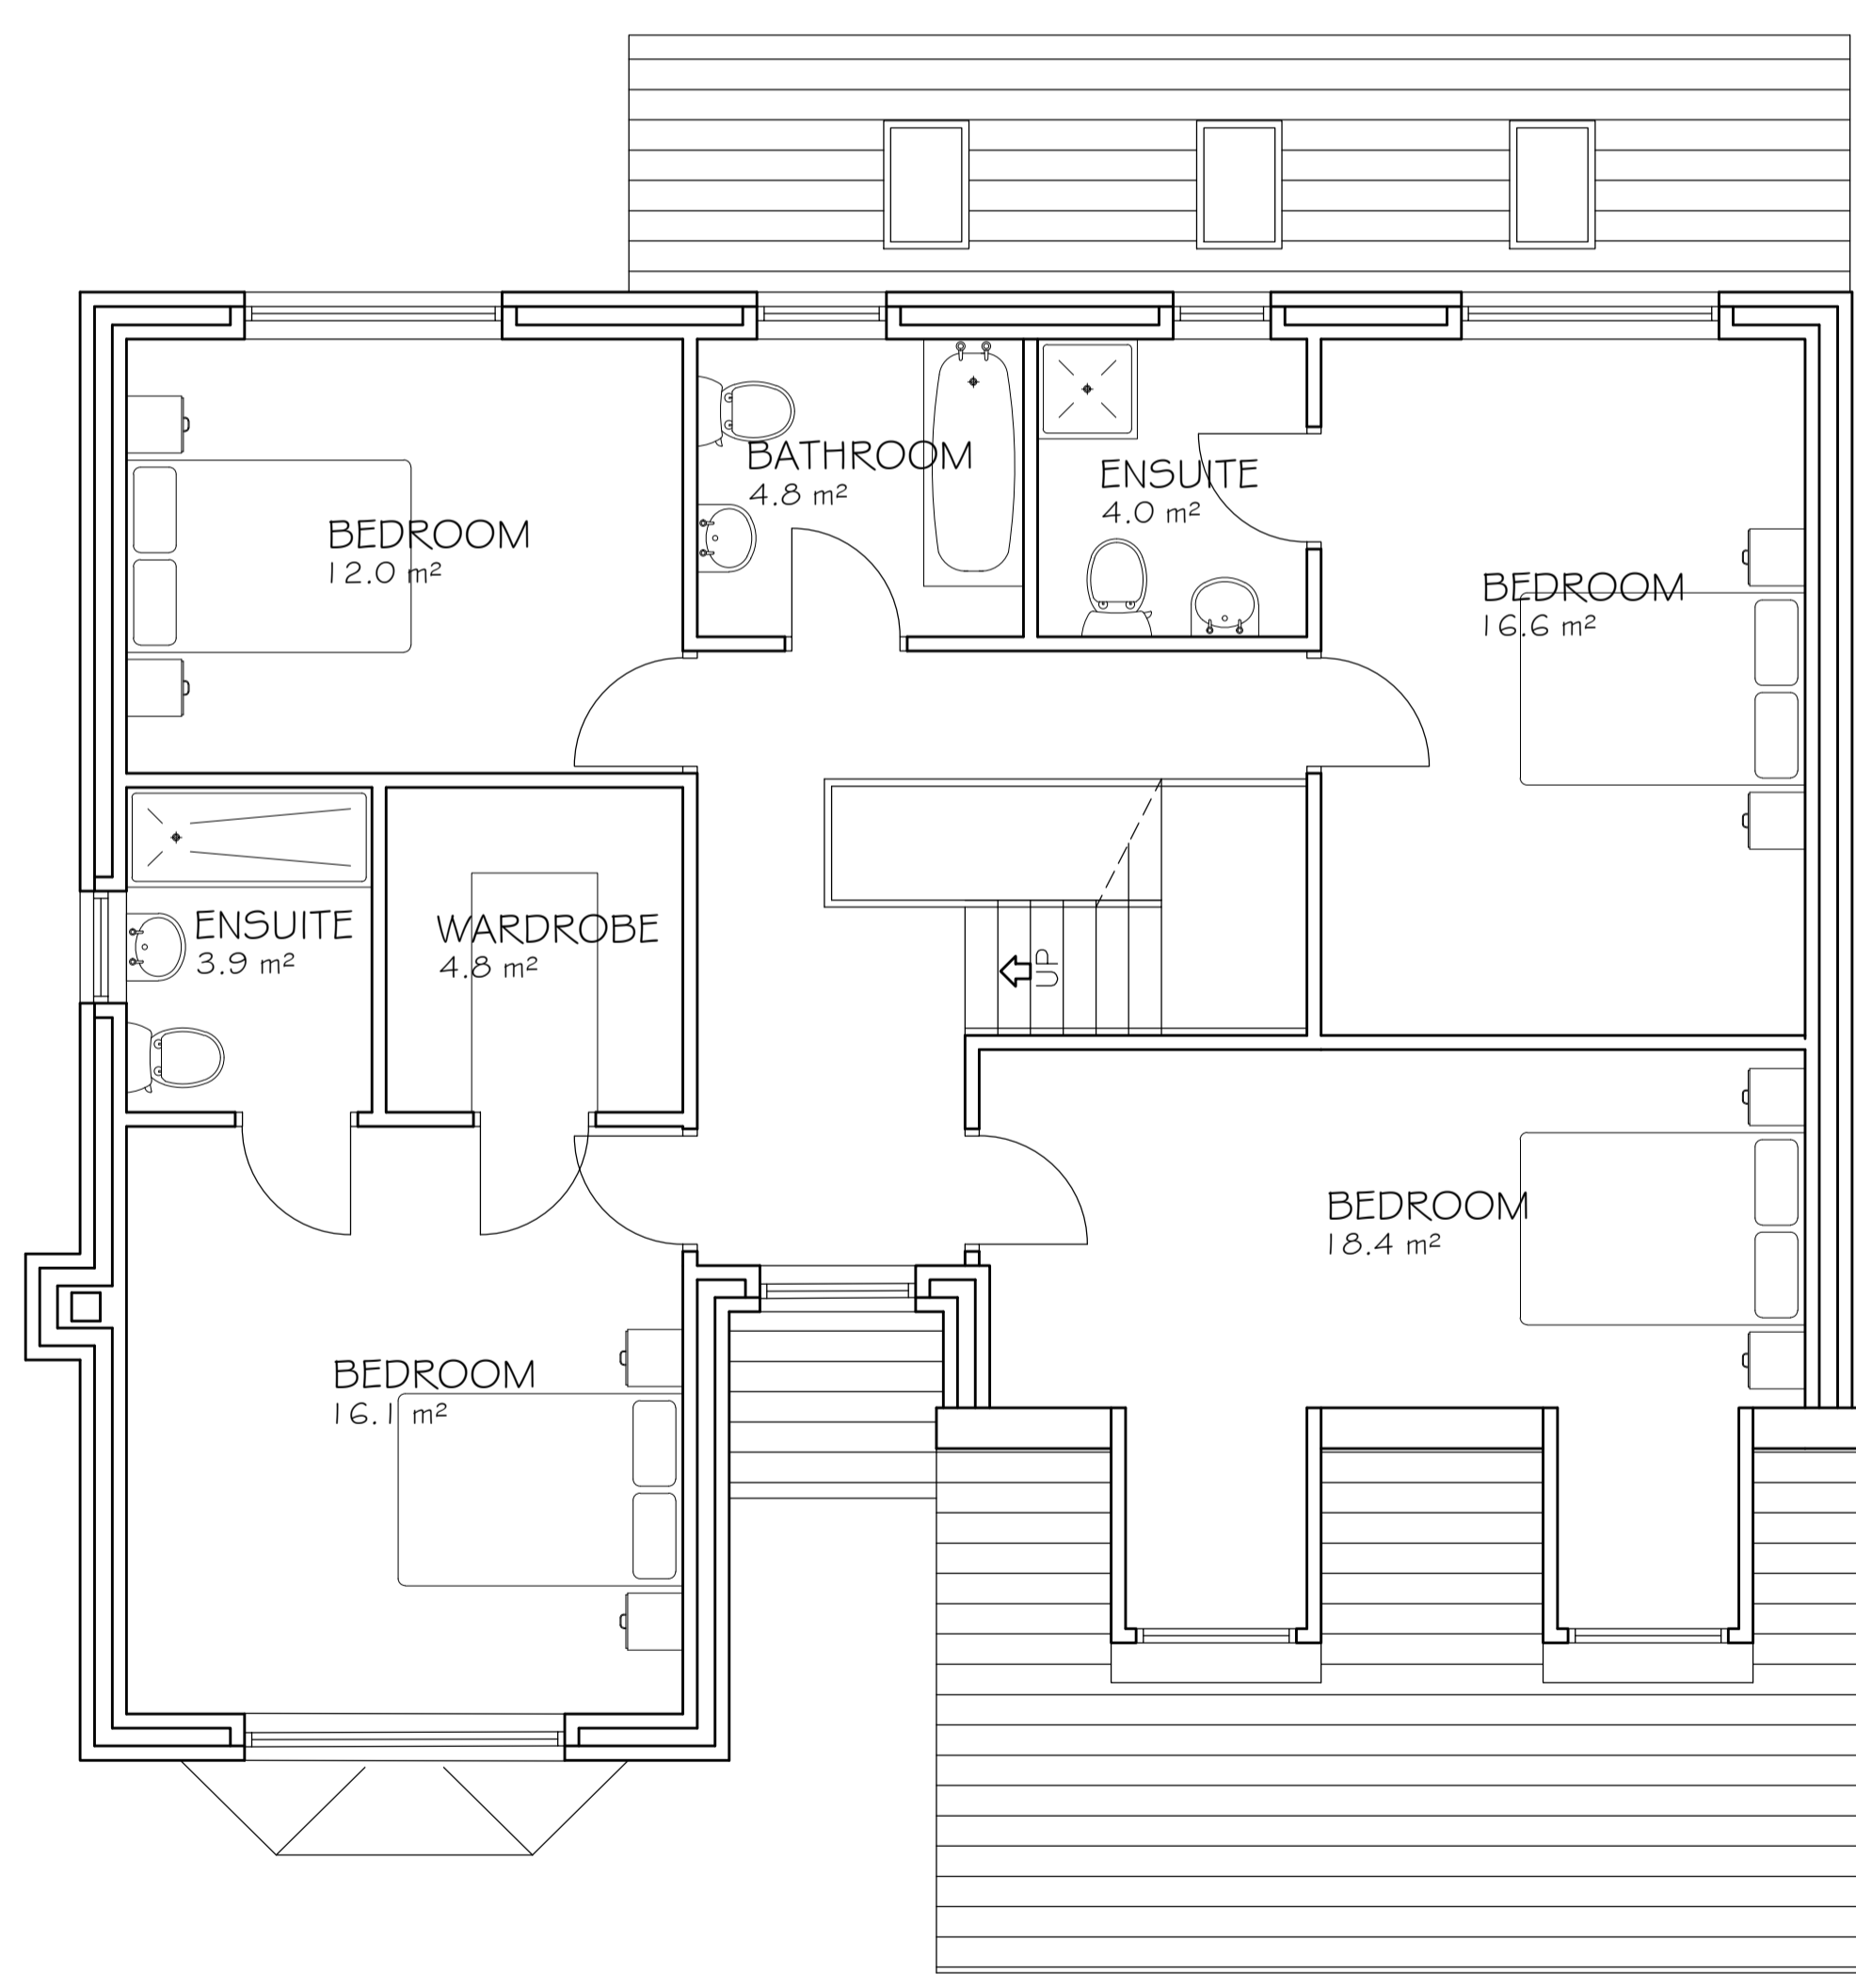 BATHROOM
4.8 m²
ENSUITE
4.0 m²
BEDROOM
12.0 m²
BEDROOM
16.6 m²
ENSUITE
3.9 m²
WARDROBE
4.8 m²
UP
BEDROOM
18.4 m²
BEDROOM
16.1 m²